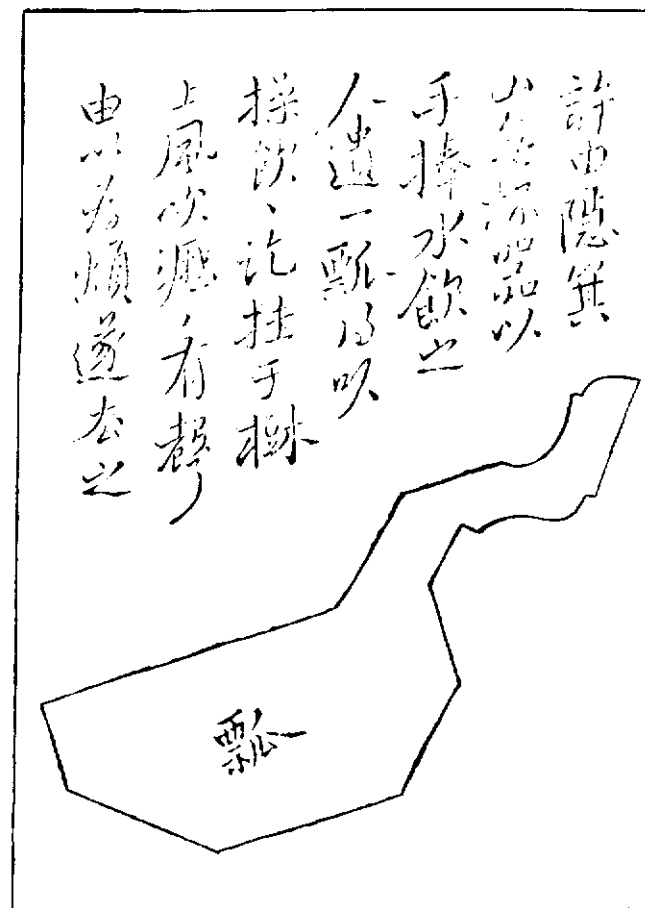 許由隱箕
山無杯器以
手捧水飲之
人遺一瓢得㕥
操飲、訖挂于樹
上風吹瀝、有聲
由以為煩遂去之
瓢